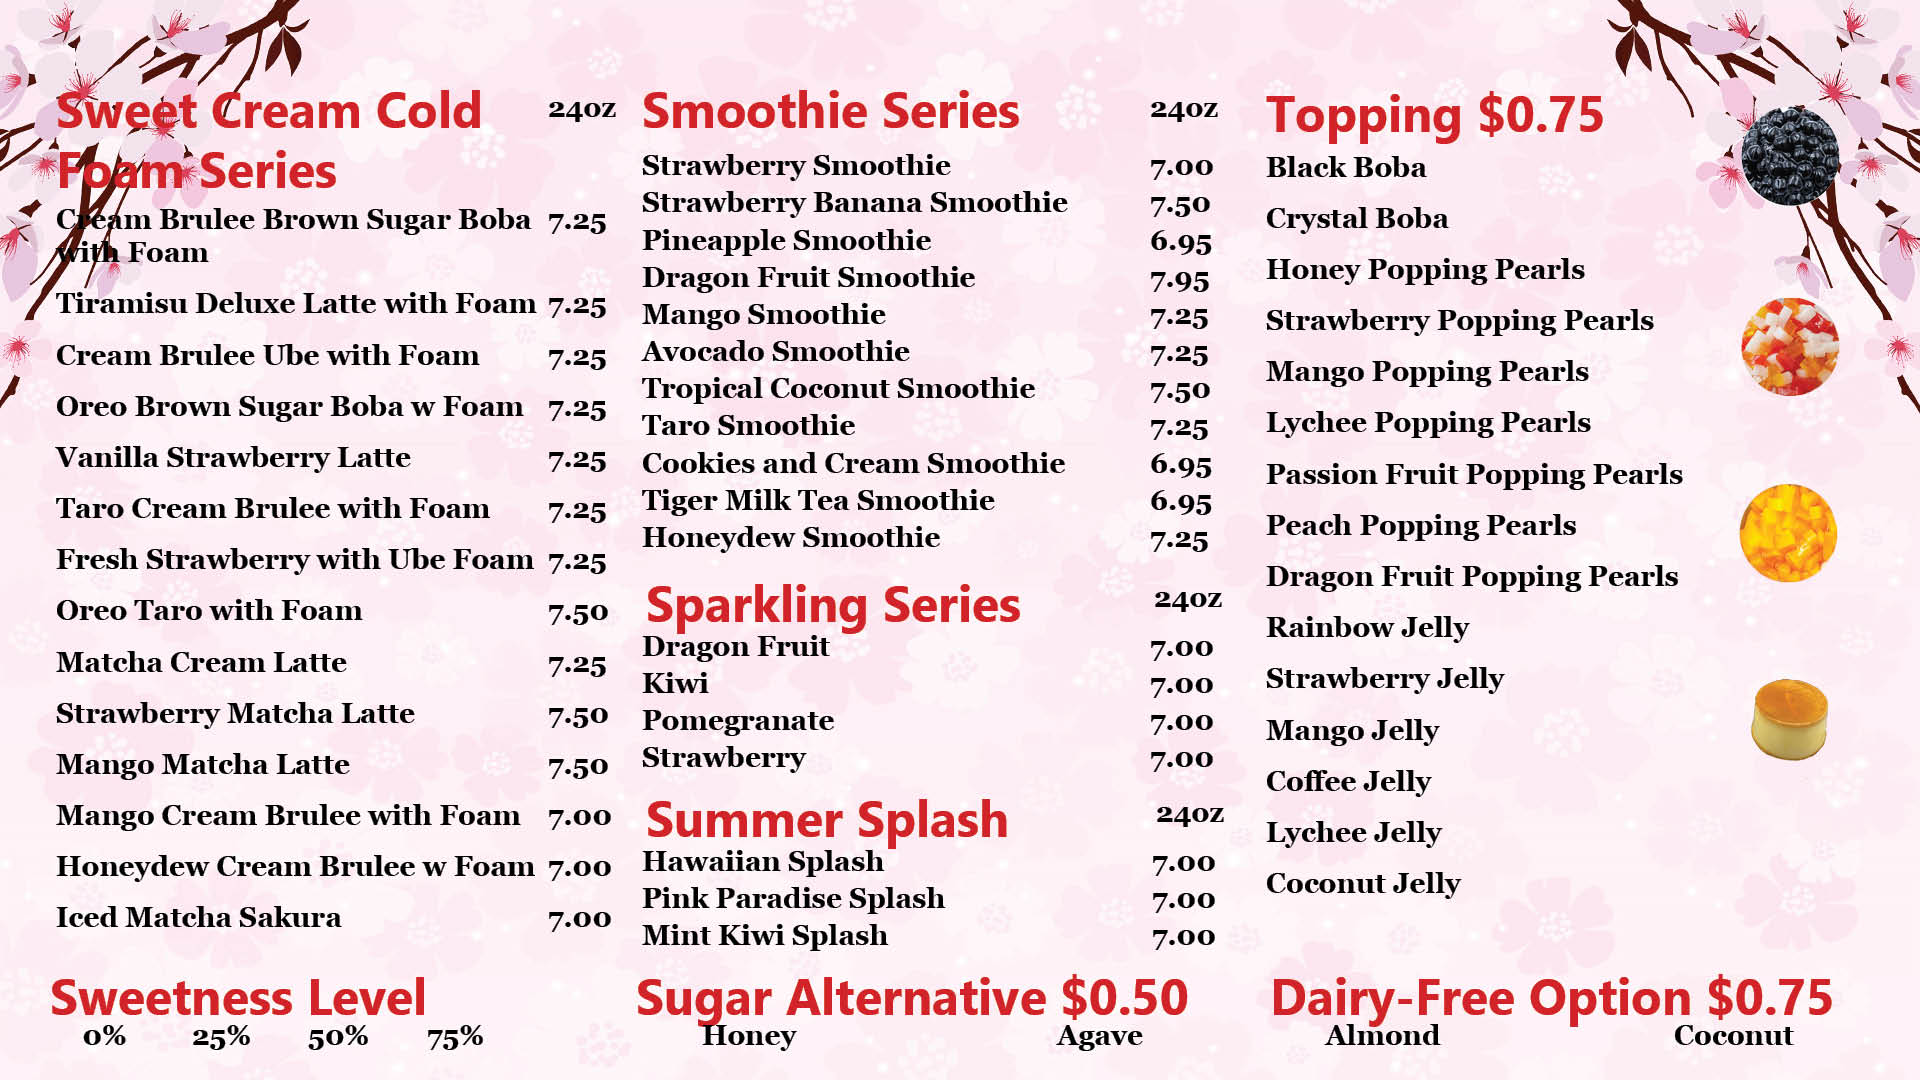 Sweet Cream Cold 24oz
Foam Series
Cream Brulee Brown Sugar Boba 7.25
with Foam
Tiramisu Deluxe Latte with Foam 7.25
Cream Brulee Ube with Foam 7.25
Oreo Brown Sugar Boba w Foam 7.25
Vanilla Strawberry Latte 7.25
Taro Cream Brulee with Foam 7.25
Fresh Strawberry with Ube Foam 7.25
Oreo Taro with Foam 7.50
Matcha Cream Latte 7.25
Strawberry Matcha Latte 7.50
Mango Matcha Latte 7.50
Mango Cream Brulee with Foam 7.00
Honeydew Cream Brulee w Foam 7.00
Iced Matcha Sakura 7.00
Sweetness Level
0% 25% 50% 75%
Smoothie Series 24oz
Strawberry Smoothie 7.00
Strawberry Banana Smoothie 7.50
Pineapple Smoothie 6.95
Dragon Fruit Smoothie 7.95
Mango Smoothie 7.25
Avocado Smoothie 7.25
Tropical Coconut Smoothie 7.50
Taro Smoothie 7.25
Cookies and Cream Smoothie 6.95
Tiger Milk Tea Smoothie 6.95
Honeydew Smoothie 7.25
Sparkling Series 24oz
Dragon Fruit 7.00
Kiwi 7.00
Pomegranate 7.00
Strawberry 7.00
Summer Splash 24oz
Hawaiian Splash 7.00
Pink Paradise Splash 7.00
Mint Kiwi Splash 7.00
Sugar Alternative $0.50
Honey Agave
Topping $0.75
Black Boba
Crystal Boba
Honey Popping Pearls
Strawberry Popping Pearls
Mango Popping Pearls
Lychee Popping Pearls
Passion Fruit Popping Pearls
Peach Popping Pearls
Dragon Fruit Popping Pearls
Rainbow Jelly
Strawberry Jelly
Mango Jelly
Coffee Jelly
Lychee Jelly
Coconut Jelly
Dairy-Free Option $0.75
Almond Coconut